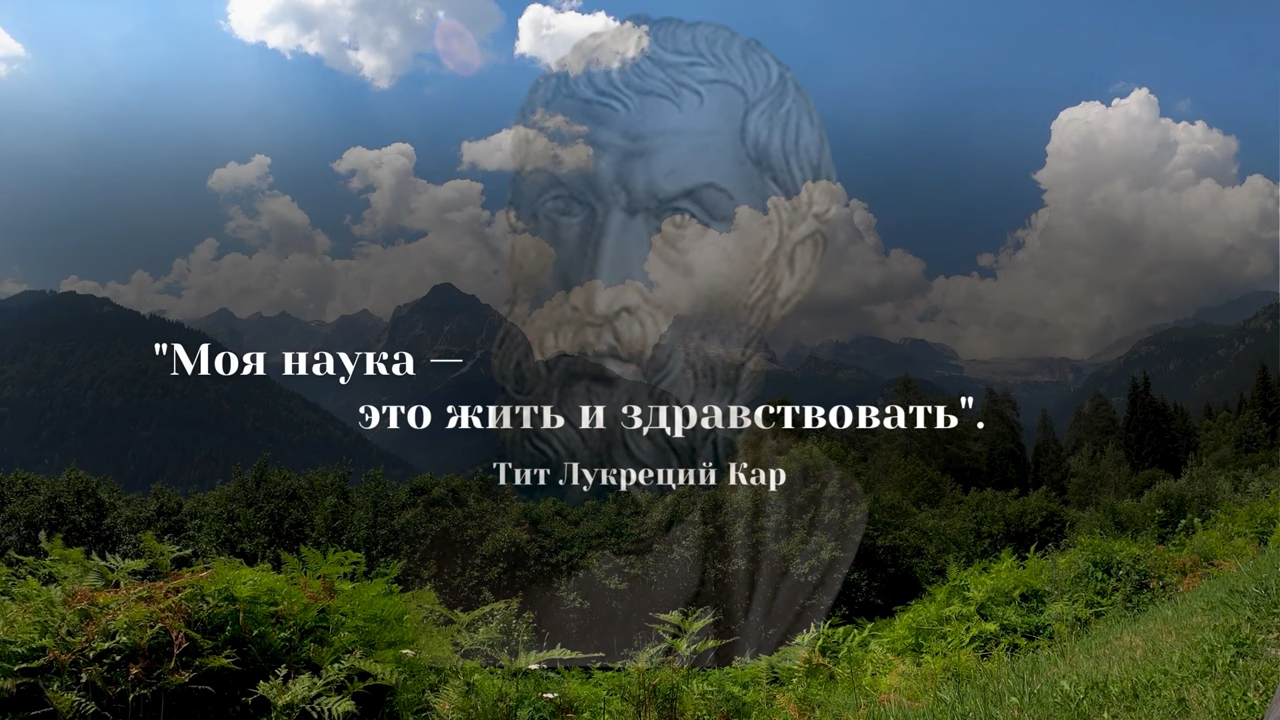 "Моя наука —
это жить и здравствовать".
Тит Лукреций Кар